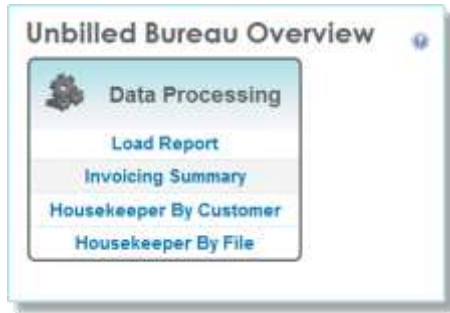 Unbilled Bureau Overview
Data Processing
Load Report
Invoicing Summary
Housekeeper By Customer
Housekeeper By File